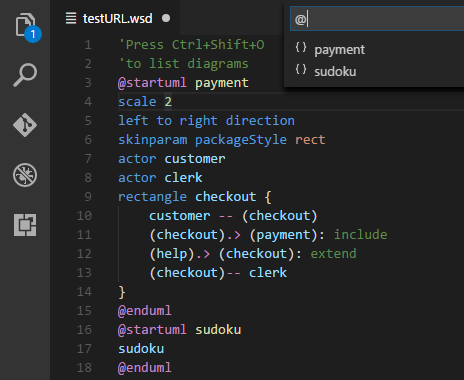 testURL.wsd
@
{} payment
{} sudoku
1
1 'Press Ctrl+Shift+O
2 'to list diagrams
3 @startuml payment
4 scale 2
5 left to right direction
6 skinparam packageStyle rect
7 actor customer
8 actor clerk
9 rectangle checkout {
10 customer -- (checkout)
11 (checkout).> (payment): include
12 (help).> (checkout): extend
13 (checkout)-- clerk
14 }
15 @enduml
16 @startuml sudoku
17 sudoku
18 @enduml